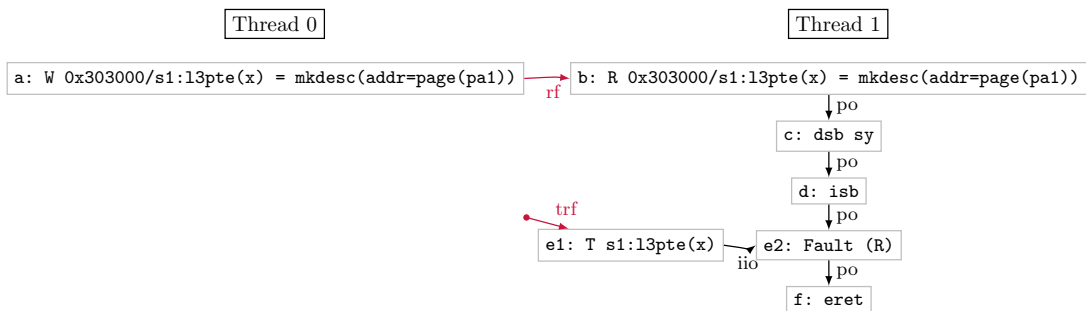 Thread 0
Thread 1
a: W 0x303000/s1:l3pte(x) = mkdesc(addr=page(pa1))
rf
b: R 0x303000/s1:l3pte(x) = mkdesc(addr=page(pa1))
po
c: dsb sy
po
d: isb
po
trf
e1: T s1:l3pte(x)
iio
e2: Fault (R)
po
f: eret